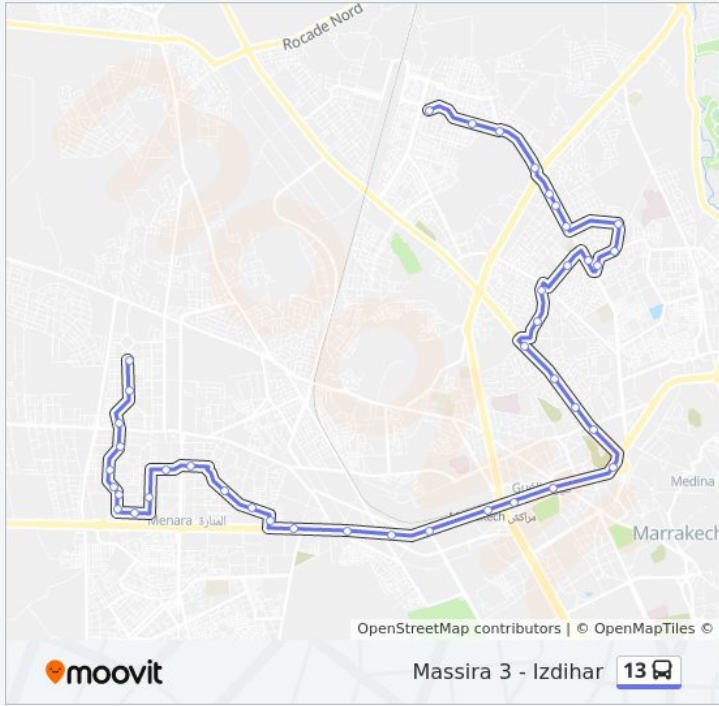 Rocade Nord
Menara المنارة
مراكش
Medina
Marrakech
OpenStreetMap contributors | © OpenMapTiles ©
moovit
Massira 3 - Izdihar
13